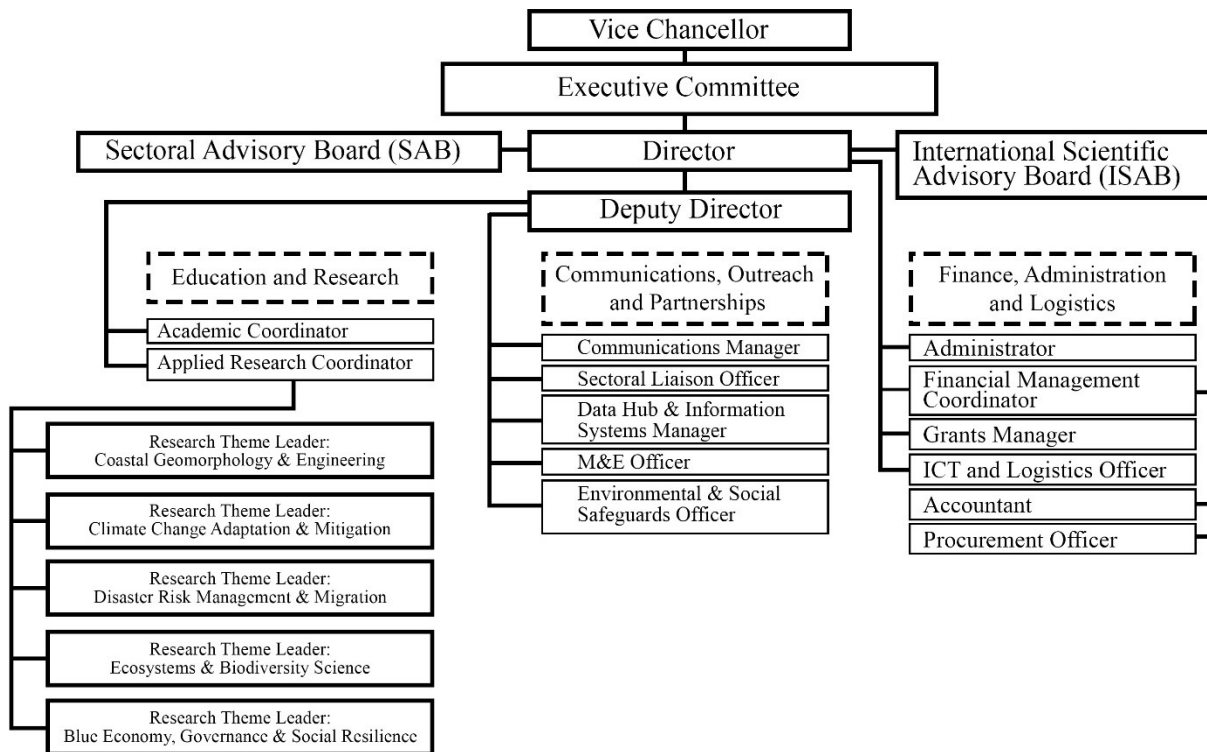 Vice Chancellor
Executive Committee
Sectoral Advisory Board (SAB)
Director
International Scientific
Advisory Board (ISAB)
Deputy Director
Education and Research
Academic Coordinator
Applied Research Coordinator
Research Theme Leader:
Coastal Geomorphology & Engineering
Research Theme Leader:
Climate Change Adaptation & Mitigation
Research Theme Leader:
Disaster Risk Management & Migration
Research Theme Leader:
Ecosystems & Biodiversity Science
Research Theme Leader:
Blue Economy, Governance & Social Resilience
Communications, Outreach
and Partnerships
Communications Manager
Sectoral Liaison Officer
Data Hub & Information
Systems Manager
M&E Officer
Environmental & Social
Safeguards Officer
Finance, Administration
and Logistics
Administrator
Financial Management
Coordinator
Grants Manager
ICT and Logistics Officer
Accountant
Procurement Officer